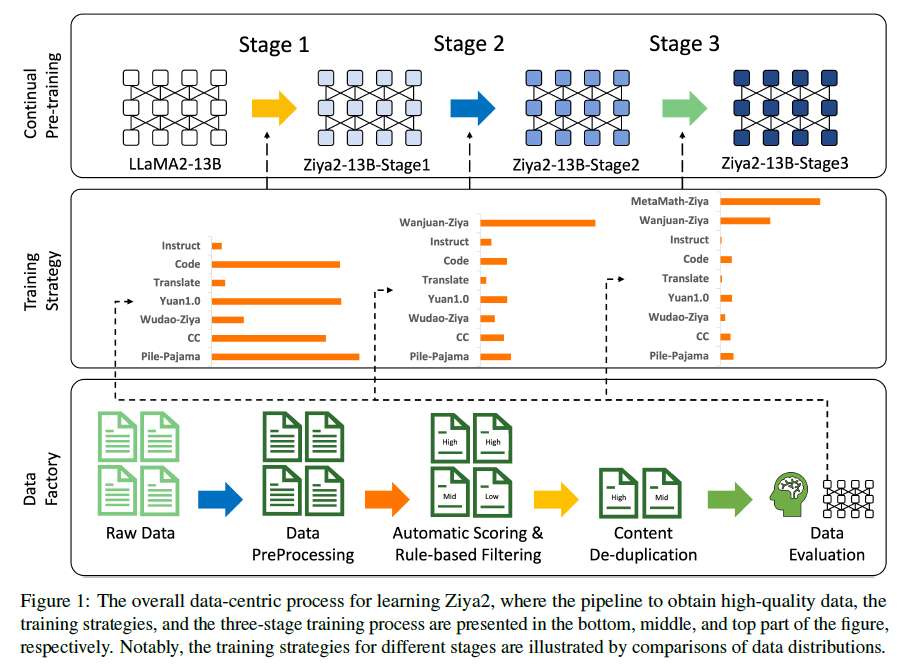 Stage 1
Stage 2
Stage 3
Continual
Pre-training
LLaMA2-13B
Ziya2-13B-Stage1
Ziya2-13B-Stage2
Ziya2-13B-Stage3
Training
Strategy
Instruct
Code
Translate
Yuan1.0
Wudao-Ziya
CC
Pile-Pajama
Wanjuan-Ziya
Instruct
Code
Translate
Yuan1.0
Wudao-Ziya
CC
Pile-Pajama
MetaMath-Ziya
Wanjuan-Ziya
Instruct
Code
Translate
Yuan1.0
Wudao-Ziya
CC
Pile-Pajama
Data
Factory
High
High
Mid
Low
High
Mid
Raw Data
Data
PreProcessing
Automatic Scoring &
Rule-based Filtering
Content
De-duplication
Data
Evaluation
Figure 1: The overall data-centric process for learning Ziya2, where the pipeline to obtain high-quality data, the
training strategies, and the three-stage training process are presented in the bottom, middle, and top part of the figure,
respectively. Notably, the training strategies for different stages are illustrated by comparisons of data distributions.